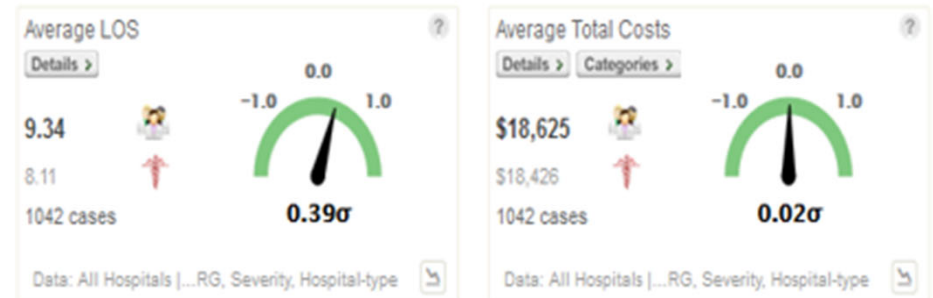 Average LOS
?
Details >
0.0
−1.0
1.0
9.34
8.11
1042 cases
0.39σ
Data: All Hospitals |...RG, Severity, Hospital-type
Average Total Costs
?
Details >
Categories >
0.0
−1.0
1.0
$18,625
$18,426
1042 cases
0.02σ
Data: All Hospitals |...RG, Severity, Hospital-type